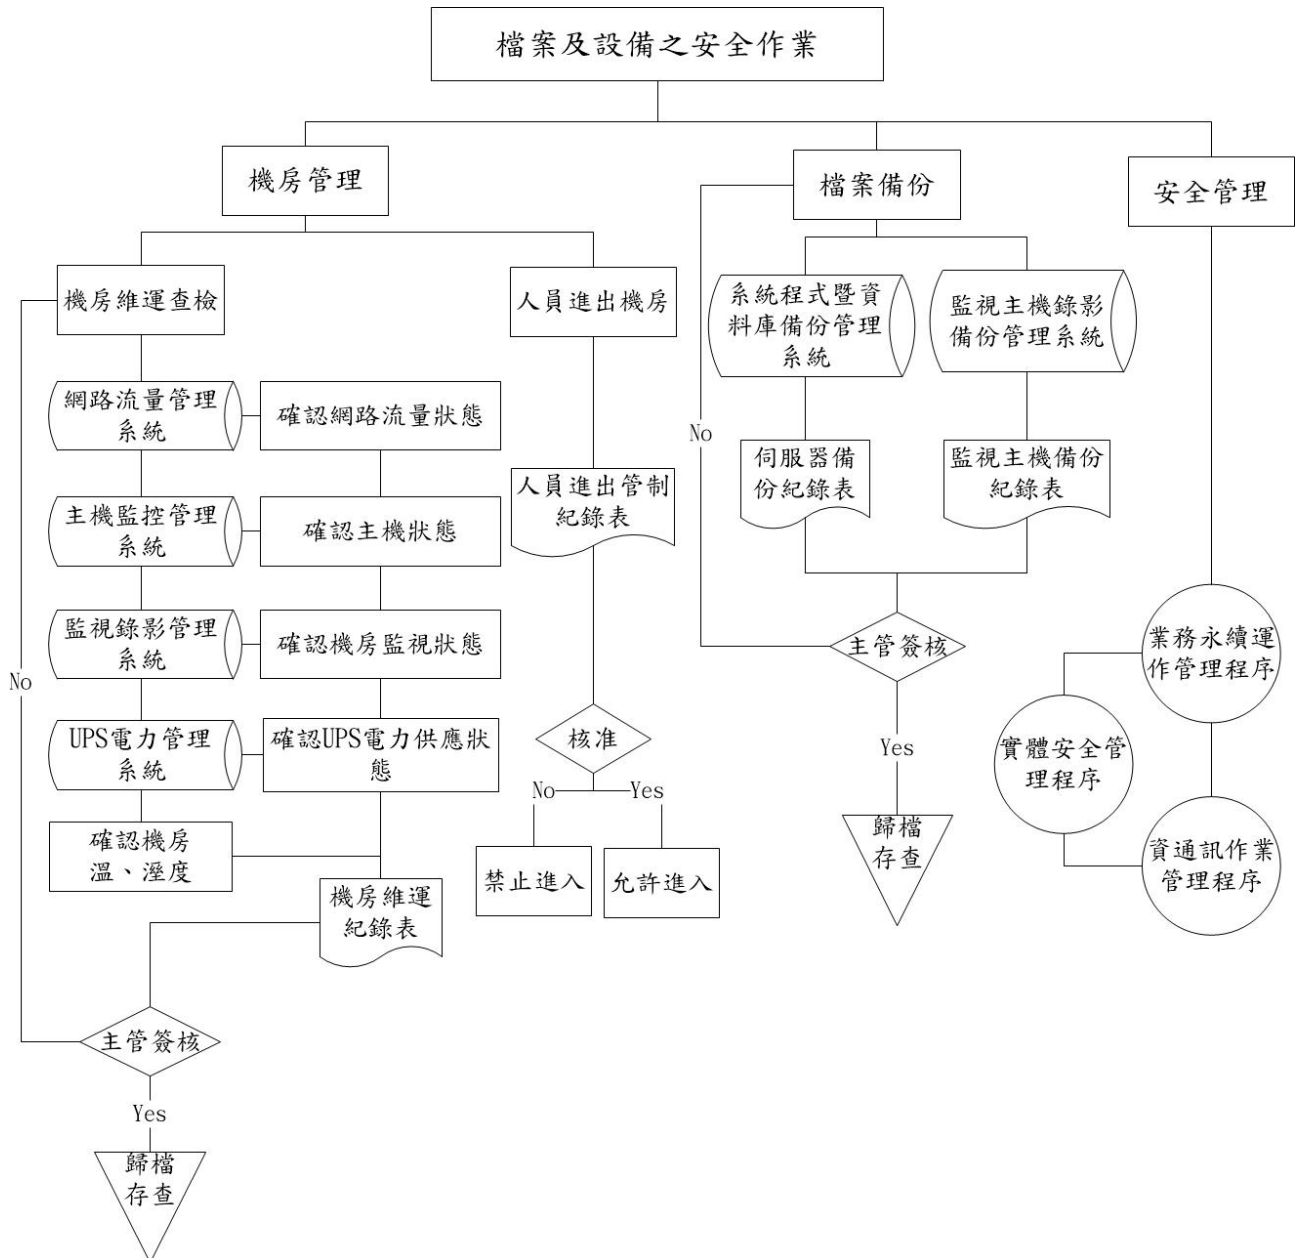 檔案及設備之安全作業
機房管理
檔案備份
安全管理
機房維運查檢
人員進出機房
系統程式暨資
料庫備份管理
系統
監視主機錄影
備份管理系統
網路流量管理
系統
確認網路流量狀態
No
伺服器備
份紀錄表
監視主機備份
紀錄表
人員進出管制
紀錄表
主機監控管理
系統
確認主機狀態
監視錄影管理
系統
確認機房監視狀態
主管簽核
業務永續運
作管理程序
No
UPS電力管理
系統
確認UPS電力供應狀
態
核准
Yes
實體安全管
理程序
No
Yes
確認機房
溫、溼度
歸檔
存查
資通訊作業
管理程序
禁止進入
允許進入
機房維運
紀錄表
主管簽核
Yes
歸檔
存查